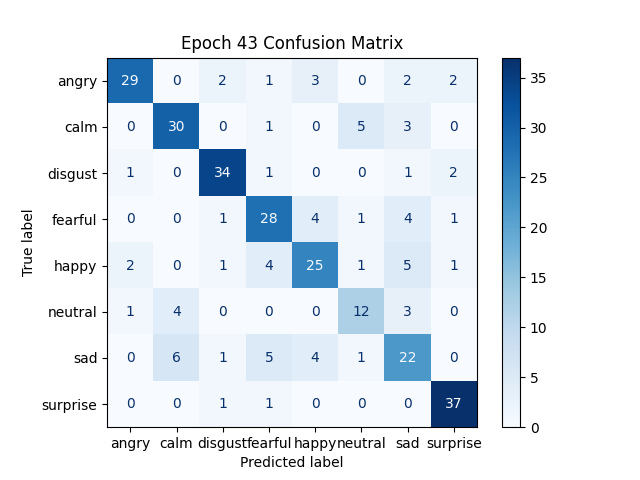 Epoch 43 Confusion Matrix
True label
angry 29 0 2 1 3 0 2 2
calm 0 30 0 1 0 5 3 0
disgust 1 0 34 1 0 0 1 2
fearful 0 0 1 28 4 1 4 1
happy 2 0 1 4 25 1 5 1
neutral 1 4 0 0 0 12 3 0
sad 0 6 1 5 4 1 22 0
surprise 0 0 1 1 0 0 0 37
angry calm disgust fearful happy neutral sad surprise
Predicted label
35
30
25
20
15
10
5
0